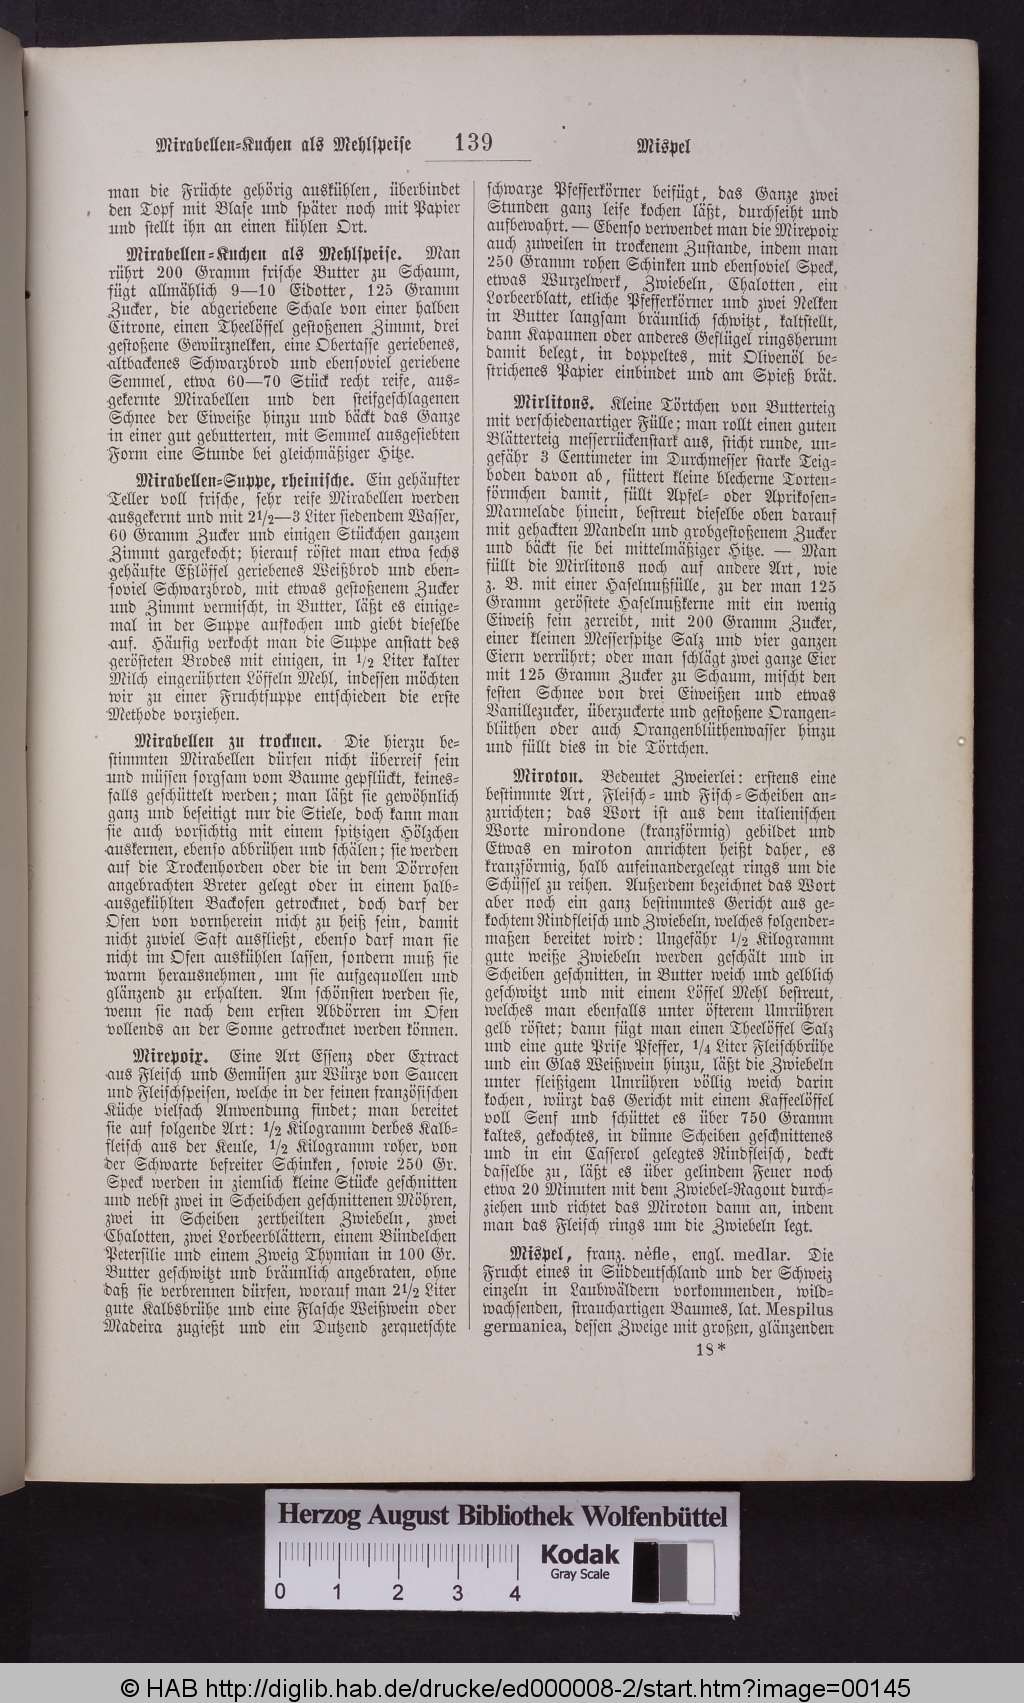 Mirabellen-Kuchen als Mehlspeise
139
Mispel
man die Früchte gehörig auskühlen, überbindet
den Topf mit Blase und später noch mit Papier
und stellt ihn an einen kühlen Ort.
Mirabellen-Kuchen als Mehlspeise. Man
rührt 200 Gramm frische Butter zu Schaum,
fügt allmählich 9—10 Eidotter, 125 Gramm
Zucker, die abgeriebene Schale von einer halben
Citrone, einen Theelöffel gestoßenen Zimmt, drei
gestoßene Gewürznelken, eine Obertasse geriebenes,
altbackenes Schwarzbrod und ebensoviel geriebene
Semmel, etwa 60—70 Stück recht reife, aus-
gekernte Mirabellen und den steifgeschlagenen
Schnee der Eiweiße hinzu und bäckt das Ganze
in einer gut gebutterten, mit Semmel ausgesiebten
Form eine Stunde bei gleichmäßiger Hitze.
Mirabellen-Suppe, rheinische. Ein gehäufter
Teller voll frische, sehr reife Mirabellen werden
ausgekernt und mit 2½—3 Liter siedendem Wasser,
60 Gramm Zucker und einigen Stückchen ganzem
Zimmt gargekocht; hierauf röstet man etwa sechs
gehäufte Eßlöffel geriebenes Weißbrod und eben-
soviel Schwarzbrod, mit etwas gestoßenem Zucker
und Zimmt vermischt, in Butter, läßt es einige-
mal in der Suppe aufkochen und giebt dieselbe
auf. Häufig verkocht man die Suppe anstatt des
gerösteten Brodes mit einigen, in ½ Liter kalter
Milch eingerührten Löffeln Mehl, indessen möchten
wir zu einer Fruchtsuppe entschieden die erste
Methode vorziehen.
Mirabellen zu trocknen. Die hierzu be-
stimmten Mirabellen dürfen nicht überreif sein
und müssen sorgsam vom Baume gepflückt, keines-
falls geschüttelt werden; man läßt sie gewöhnlich
ganz und beseitigt nur die Stiele, doch kann man
sie auch vorsichtig mit einem spitzigen Hölzchen
auskernen, ebenso abbrühen und schälen; sie werden
auf die Trockenhorden oder die in dem Dörrofen
angebrachten Breter gelegt oder in einem halb-
ausgekühlten Backofen getrocknet, doch darf der
Ofen von vornherein nicht zu heiß sein, damit
nicht zuviel Saft ausfließt, ebenso darf man sie
nicht im Ofen auskühlen lassen, sondern muß sie
warm herausnehmen, um sie aufgequollen und
glänzend zu erhalten. Am schönsten werden sie,
wenn sie nach dem ersten Abdörren im Ofen
vollends an der Sonne getrocknet werden können.
Mirepoix. Eine Art Essenz oder Extract
aus Fleisch und Gemüsen zur Würze von Saucen
und Fleischspeisen, welche in der feinen französischen
Küche vielfach Anwendung findet; man bereitet
sie auf folgende Art: ½ Kilogramm derbes Kalb-
fleisch aus der Keule, ½ Kilogramm roher, von
der Schwarte befreiter Schinken, sowie 250 Gr.
Speck werden in ziemlich kleine Stücke geschnitten
und nebst zwei in Scheibchen geschnittenen Möhren,
zwei in Scheiben zertheilten Zwiebeln, zwei
Chalotten, zwei Lorbeerblättern, einem Bündelchen
Petersilie und einem Zweig Thymian in 100 Gr.
Butter geschwitzt und bräunlich angebraten, ohne
daß sie verbrennen dürfen, worauf man 2½ Liter
gute Kalbsbrühe und eine Flasche Weißwein oder
Madeira zugießt und ein Dutzend zerquetschte
schwarze Pfefferkörner beifügt, das Ganze zwei
Stunden ganz leise kochen läßt, durchseiht und
aufbewahrt. — Ebenso verwendet man die Mirepoix
auch zuweilen in trockenem Zustande, indem man
250 Gramm rohen Schinken und ebensoviel Speck,
etwas Wurzelwerk, Zwiebeln, Chalotten, ein
Lorbeerblatt, etliche Pfefferkörner und zwei Nelken
in Butter langsam bräunlich schwitzt, kaltstellt,
dann Kapaunen oder anderes Geflügel ringsherum
damit belegt, in doppeltes, mit Olivenöl be-
strichenes Papier einbindet und am Spieß brät.
Mirlitons. Kleine Törtchen von Butterteig
mit verschiedenartiger Fülle; man rollt einen guten
Blätterteig messerrückenstark aus, sticht runde, un-
gefähr 3 Centimeter im Durchmesser starke Teig-
boden davon ab, füttert kleine blecherne Torten-
förmchen damit, füllt Apfel- oder Aprikosen-
Marmelade hinein, bestreut dieselbe oben darauf
mit gehackten Mandeln und grobgestoßenem Zucker
und bäckt sie bei mittelmäßiger Hitze. — Man
füllt die Mirlitons noch auf andere Art, wie
z. B. mit einer Haselnußfülle, zu der man 125
Gramm geröstete Haselnußkerne mit ein wenig
Eiweiß fein zerreibt, mit 200 Gramm Zucker,
einer kleinen Messerspitze Salz und vier ganzen
Eiern verrührt; oder man schlägt zwei ganze Eier
mit 125 Gramm Zucker zu Schaum, mischt den
festen Schnee von drei Eiweißen und etwas
Vanillezucker, überzuckerte und gestoßene Orangen-
blüthen oder auch Orangenblüthenwasser hinzu
und füllt dies in die Törtchen.
Miroton. Bedeutet Zweierlei: erstens eine
bestimmte Art, Fleisch- und Fisch-Scheiben an-
zurichten; das Wort ist aus dem italienischen
Worte mirondone (kranzförmig) gebildet und
Etwas en miroton anrichten heißt daher, es
kranzförmig, halb aufeinandergelegt rings um die
Schüssel zu reihen. Außerdem bezeichnet das Wort
aber noch ein ganz bestimmtes Gericht aus ge-
kochtem Rindfleisch und Zwiebeln, welches folgender-
maßen bereitet wird: Ungefähr ½ Kilogramm
gute weiße Zwiebeln werden geschält und in
Scheiben geschnitten, in Butter weich und gelblich
geschwitzt und mit einem Löffel Mehl bestreut,
welches man ebenfalls unter öfterem Umrühren
gelb röstet; dann fügt man einen Theelöffel Salz
und eine gute Prise Pfeffer, ¼ Liter Fleischbrühe
und ein Glas Weißwein hinzu, läßt die Zwiebeln
unter fleißigem Umrühren völlig weich darin
kochen, würzt das Gericht mit einem Kaffeelöffel
voll Senf und schüttet es über 750 Gramm
kaltes, gekochtes, in dünne Scheiben geschnittenes
und in ein Casserol gelegtes Rindfleisch, deckt
dasselbe zu, läßt es über gelindem Feuer noch
etwa 20 Minuten mit dem Zwiebel-Ragout durch-
ziehen und richtet das Miroton dann an, indem
man das Fleisch rings um die Zwiebeln legt.
Mispel, franz. nèfle, engl. medlar. Die
Frucht eines in Süddeutschland und der Schweiz
einzeln in Laubwäldern vorkommenden, wild-
wachsenden, strauchartigen Baumes, lat. Mespilus
germanica, dessen Zweige mit großen, glänzenden
18*
Herzog August Bibliothek Wolfenbüttel
Kodak
Gray Scale
0 1 2 3 4
© HAB http://diglib.hab.de/drucke/ed000008-2/start.htm?image=00145